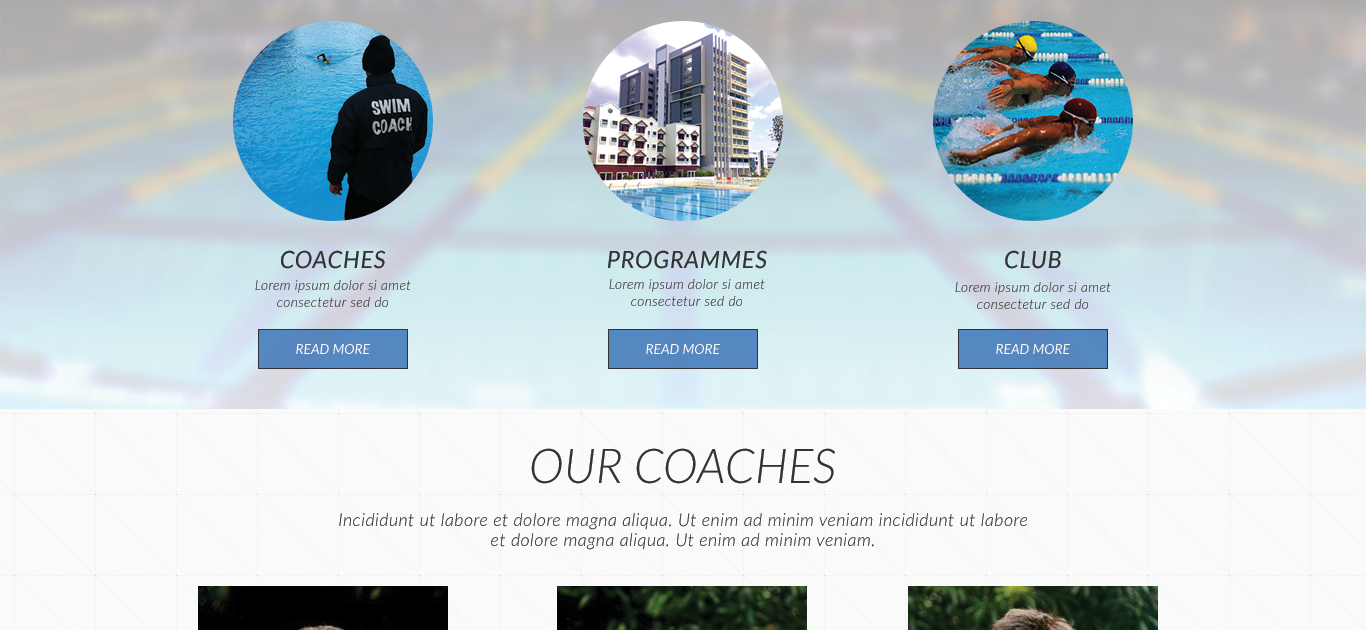 SWIM
COACH
COACHES
Lorem ipsum dolor si amet
consectetur sed do
READ MORE
PROGRAMMES
Lorem ipsum dolor si amet
consectetur sed do
READ MORE
CLUB
Lorem ipsum dolor si amet
consectetur sed do
READ MORE
OUR COACHES
Incididunt ut labore et dolore magna aliqua. Ut enim ad minim veniam incididunt ut labore
et dolore magna aliqua. Ut enim ad minim veniam.